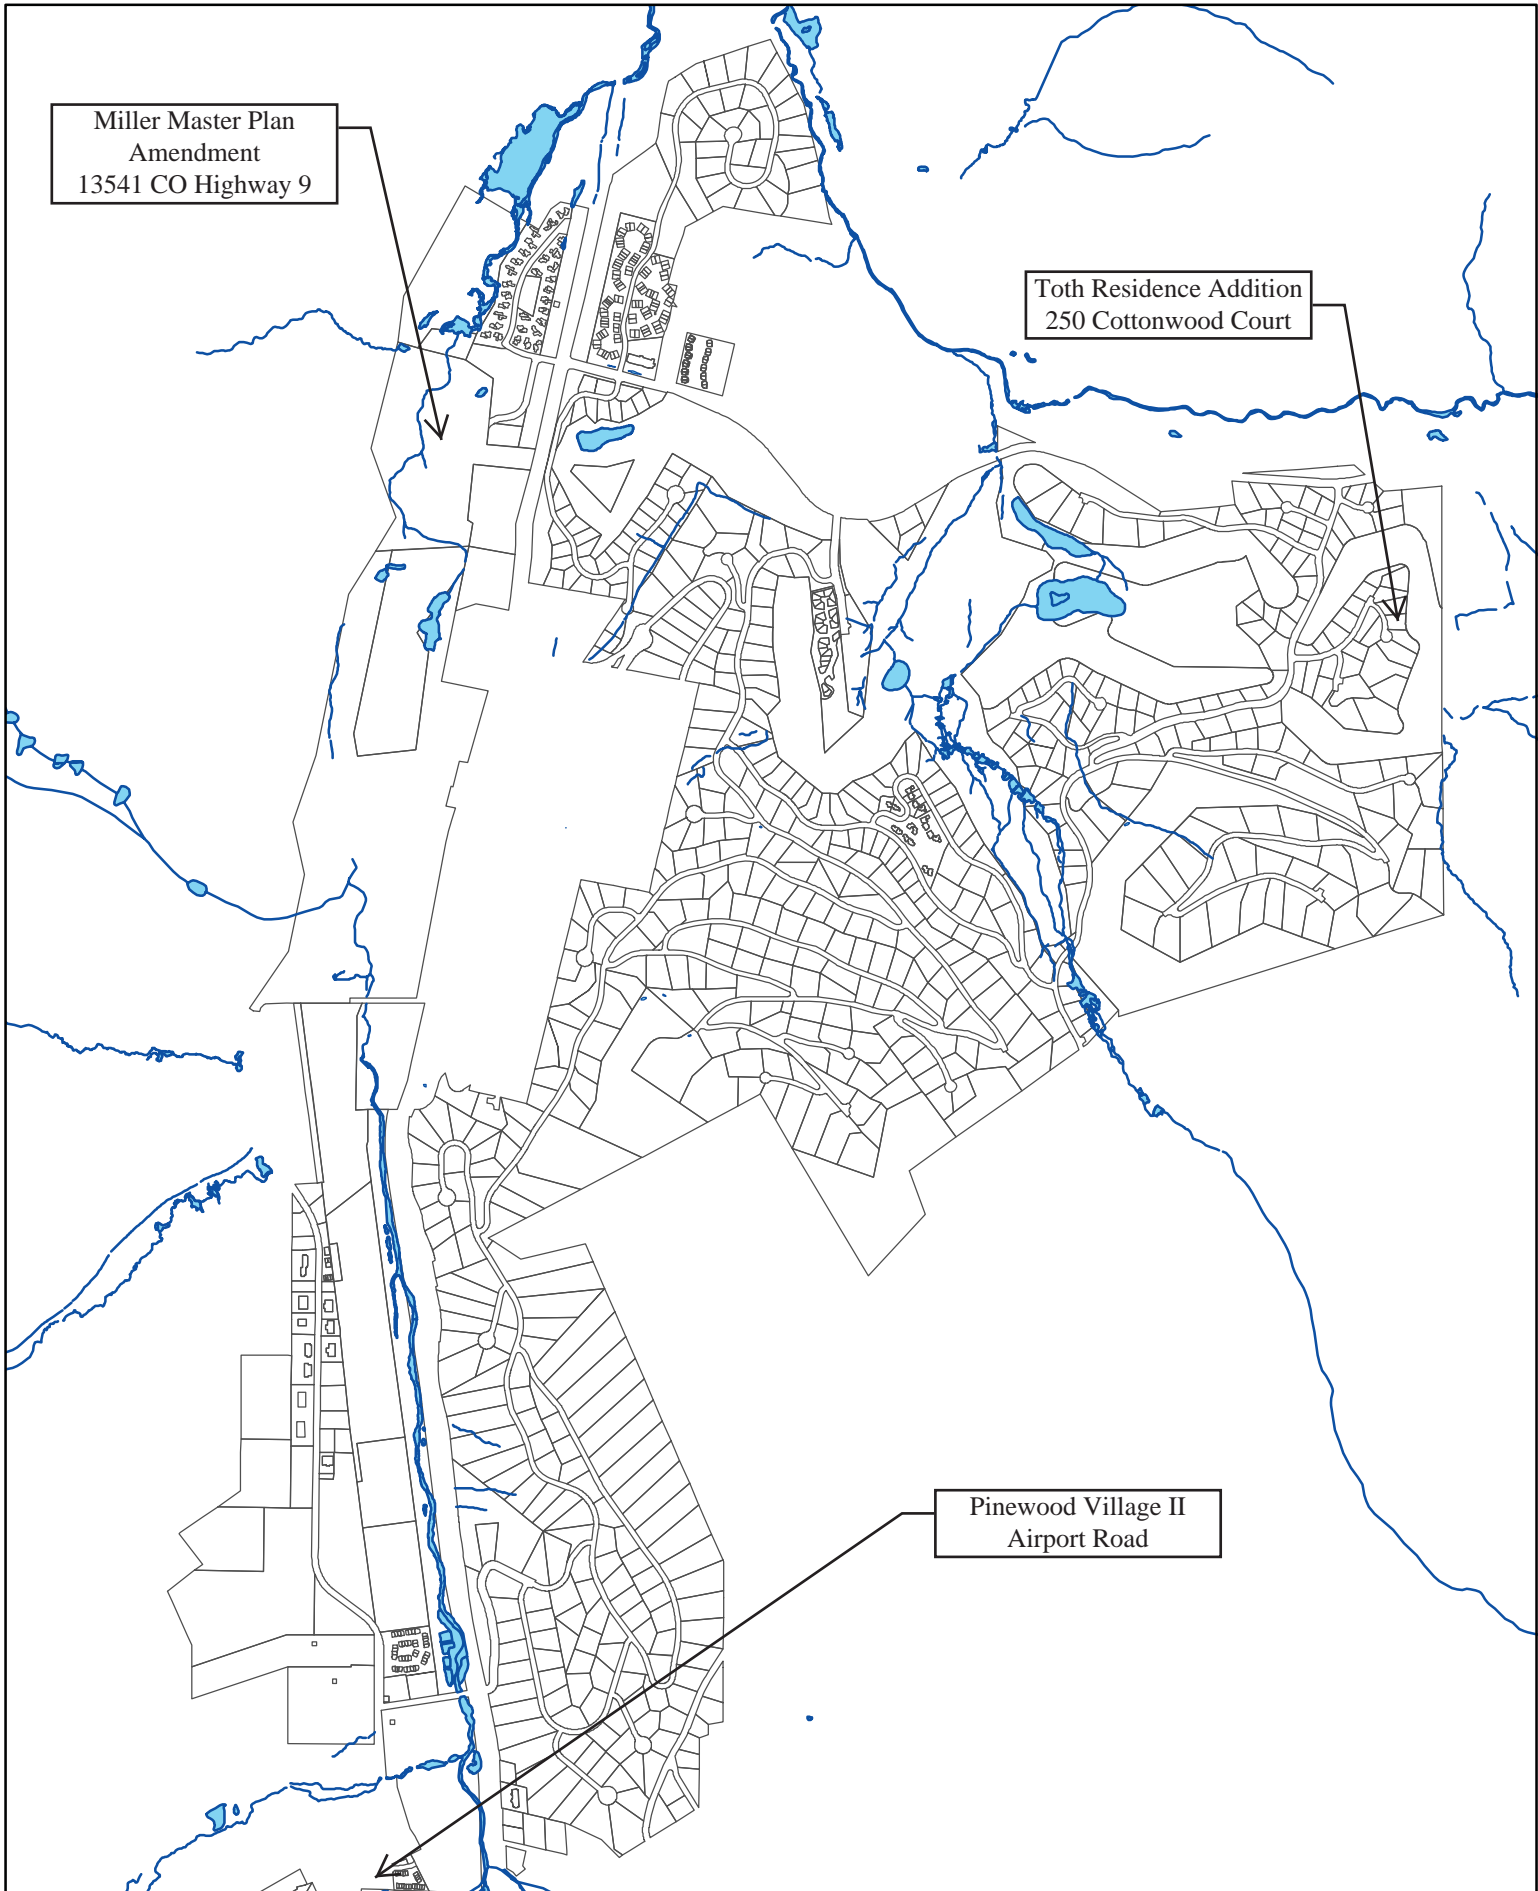 Miller Master Plan
Amendment
13541 CO Highway 9
Toth Residence Addition
250 Cottonwood Court
Pinewood Village II
Airport Road